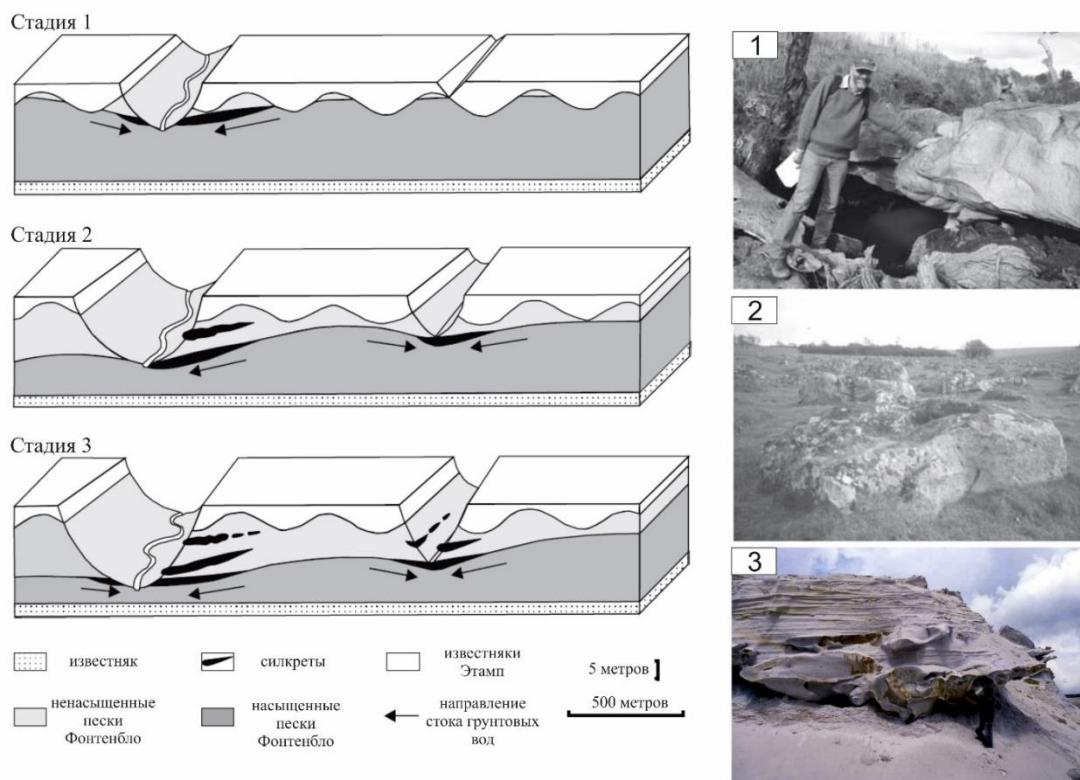 Стадия 1
Стадия 2
Стадия 3
известняк
силкреты
известняки
Этамп
5 метров
ненасыщенные
пески
Фонтенбло
насыщенные
пески
Фонтенбло
направление
стока грунтовых
вод
500 метров
1
2
3